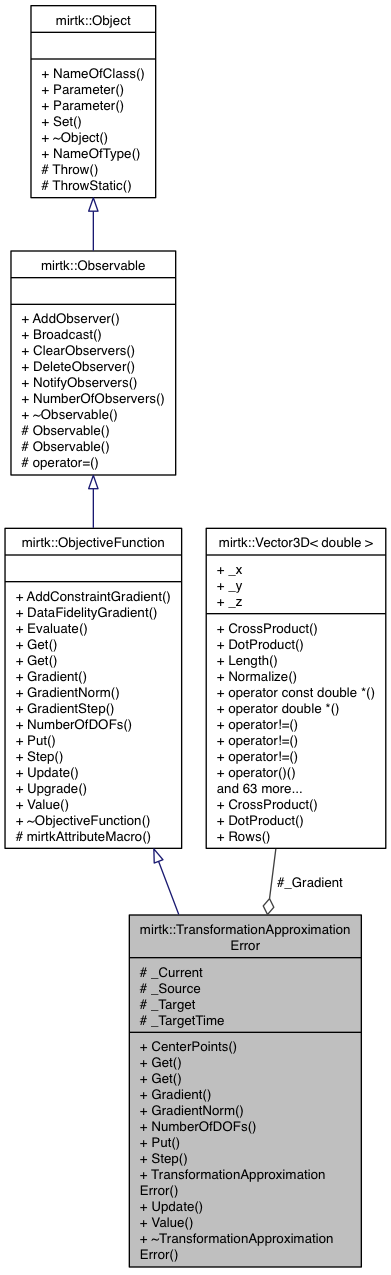 mirtk::Object
+ NameOfClass()
+ Parameter()
+ Parameter()
+ Set()
+ ~Object()
+ NameOfType()
# Throw()
# ThrowStatic()
mirtk::Observable
+ AddObserver()
+ Broadcast()
+ ClearObservers()
+ DeleteObserver()
+ NotifyObservers()
+ NumberOfObservers()
+ ~Observable()
# Observable()
# Observable()
# operator=()
mirtk::ObjectiveFunction
+ AddConstraintGradient()
+ DataFidelityGradient()
+ Evaluate()
+ Get()
+ Get()
+ Gradient()
+ GradientNorm()
+ GradientStep()
+ NumberOfDOFs()
+ Put()
+ Step()
+ Update()
+ Upgrade()
+ Value()
+ ~ObjectiveFunction()
# mirtkAttributeMacro()
mirtk::Vector3D< double >
+ _x
+ _y
+ _z
+ CrossProduct()
+ DotProduct()
+ Length()
+ Normalize()
+ operator const double *()
+ operator double *()
+ operator!=()
+ operator!=()
+ operator!=()
+ operator()()
and 63 more...
+ CrossProduct()
+ DotProduct()
+ Rows()
#_Gradient
mirtk::TransformationApproximation
Error
# _Current
# _Source
# _Target
# _TargetTime
+ CenterPoints()
+ Get()
+ Get()
+ Gradient()
+ GradientNorm()
+ NumberOfDOFs()
+ Put()
+ Step()
+ TransformationApproximation
Error()
+ Update()
+ Value()
+ ~TransformationApproximation
Error()